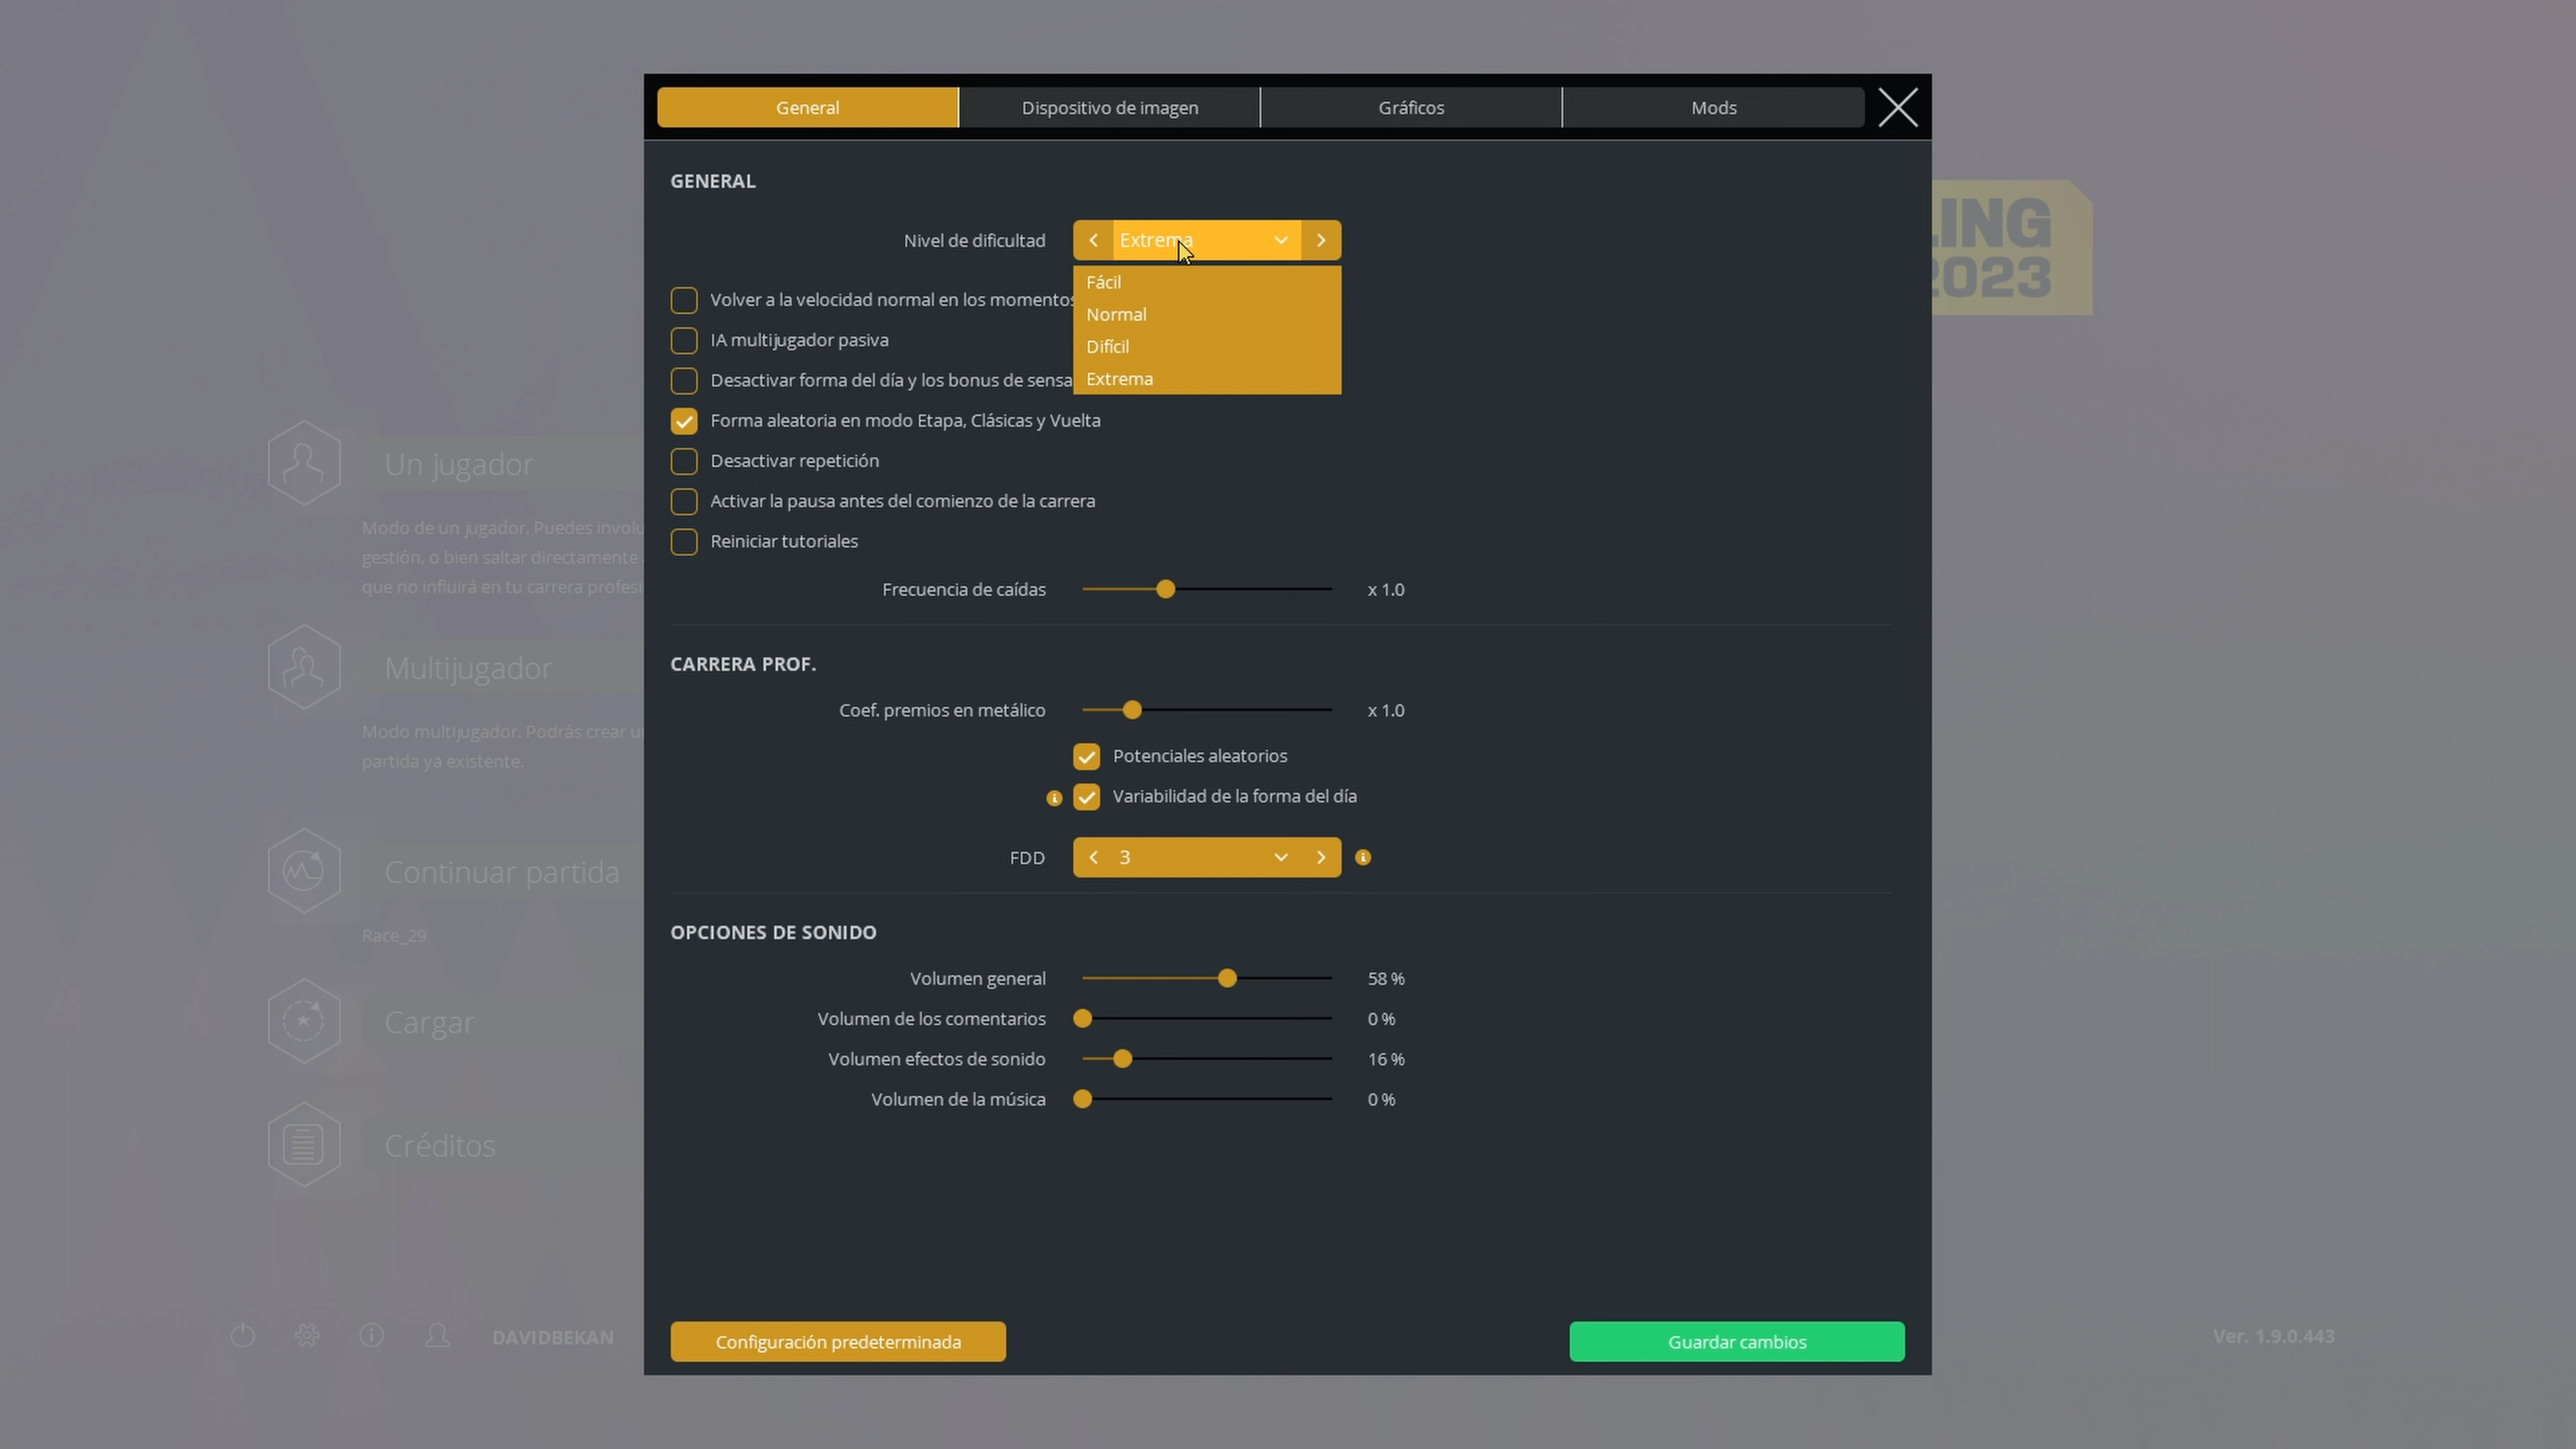 General
Dispositivo de imagen
Gráficos
Mods
GENERAL
Nivel de dificultad
Extrema
Fácil
Normal
Difícil
Extrema
Volver a la velocidad normal en los momentos
IA multijugador pasiva
Desactivar forma del día y los bonus de sensa
Forma aleatoria en modo Etapa, Clásicas y Vuelta
Desactivar repetición
Activar la pausa antes del comienzo de la carrera
Reiniciar tutoriales
Frecuencia de caídas
x 1.0
CARRERA PROF.
Coef. premios en metálico
x 1.0
Potenciales aleatorios
Variabilidad de la forma del día
FDD
3
OPCIONES DE SONIDO
Volumen general
58 %
Volumen de los comentarios
0 %
Volumen efectos de sonido
16 %
Volumen de la música
0 %
Configuración predeterminada
Guardar cambios
LING
2023
Un jugador
Modo de un jugador. Puedes involu
gestión, o bien saltar directamente
que no influirá en tu carrera profesi
Multijugador
Modo multijugador. Podrás crear u
partida ya existente.
Continuar partida
Race_29
Cargar
Créditos
DAVIDBEKAN
Ver. 1.9.0.443